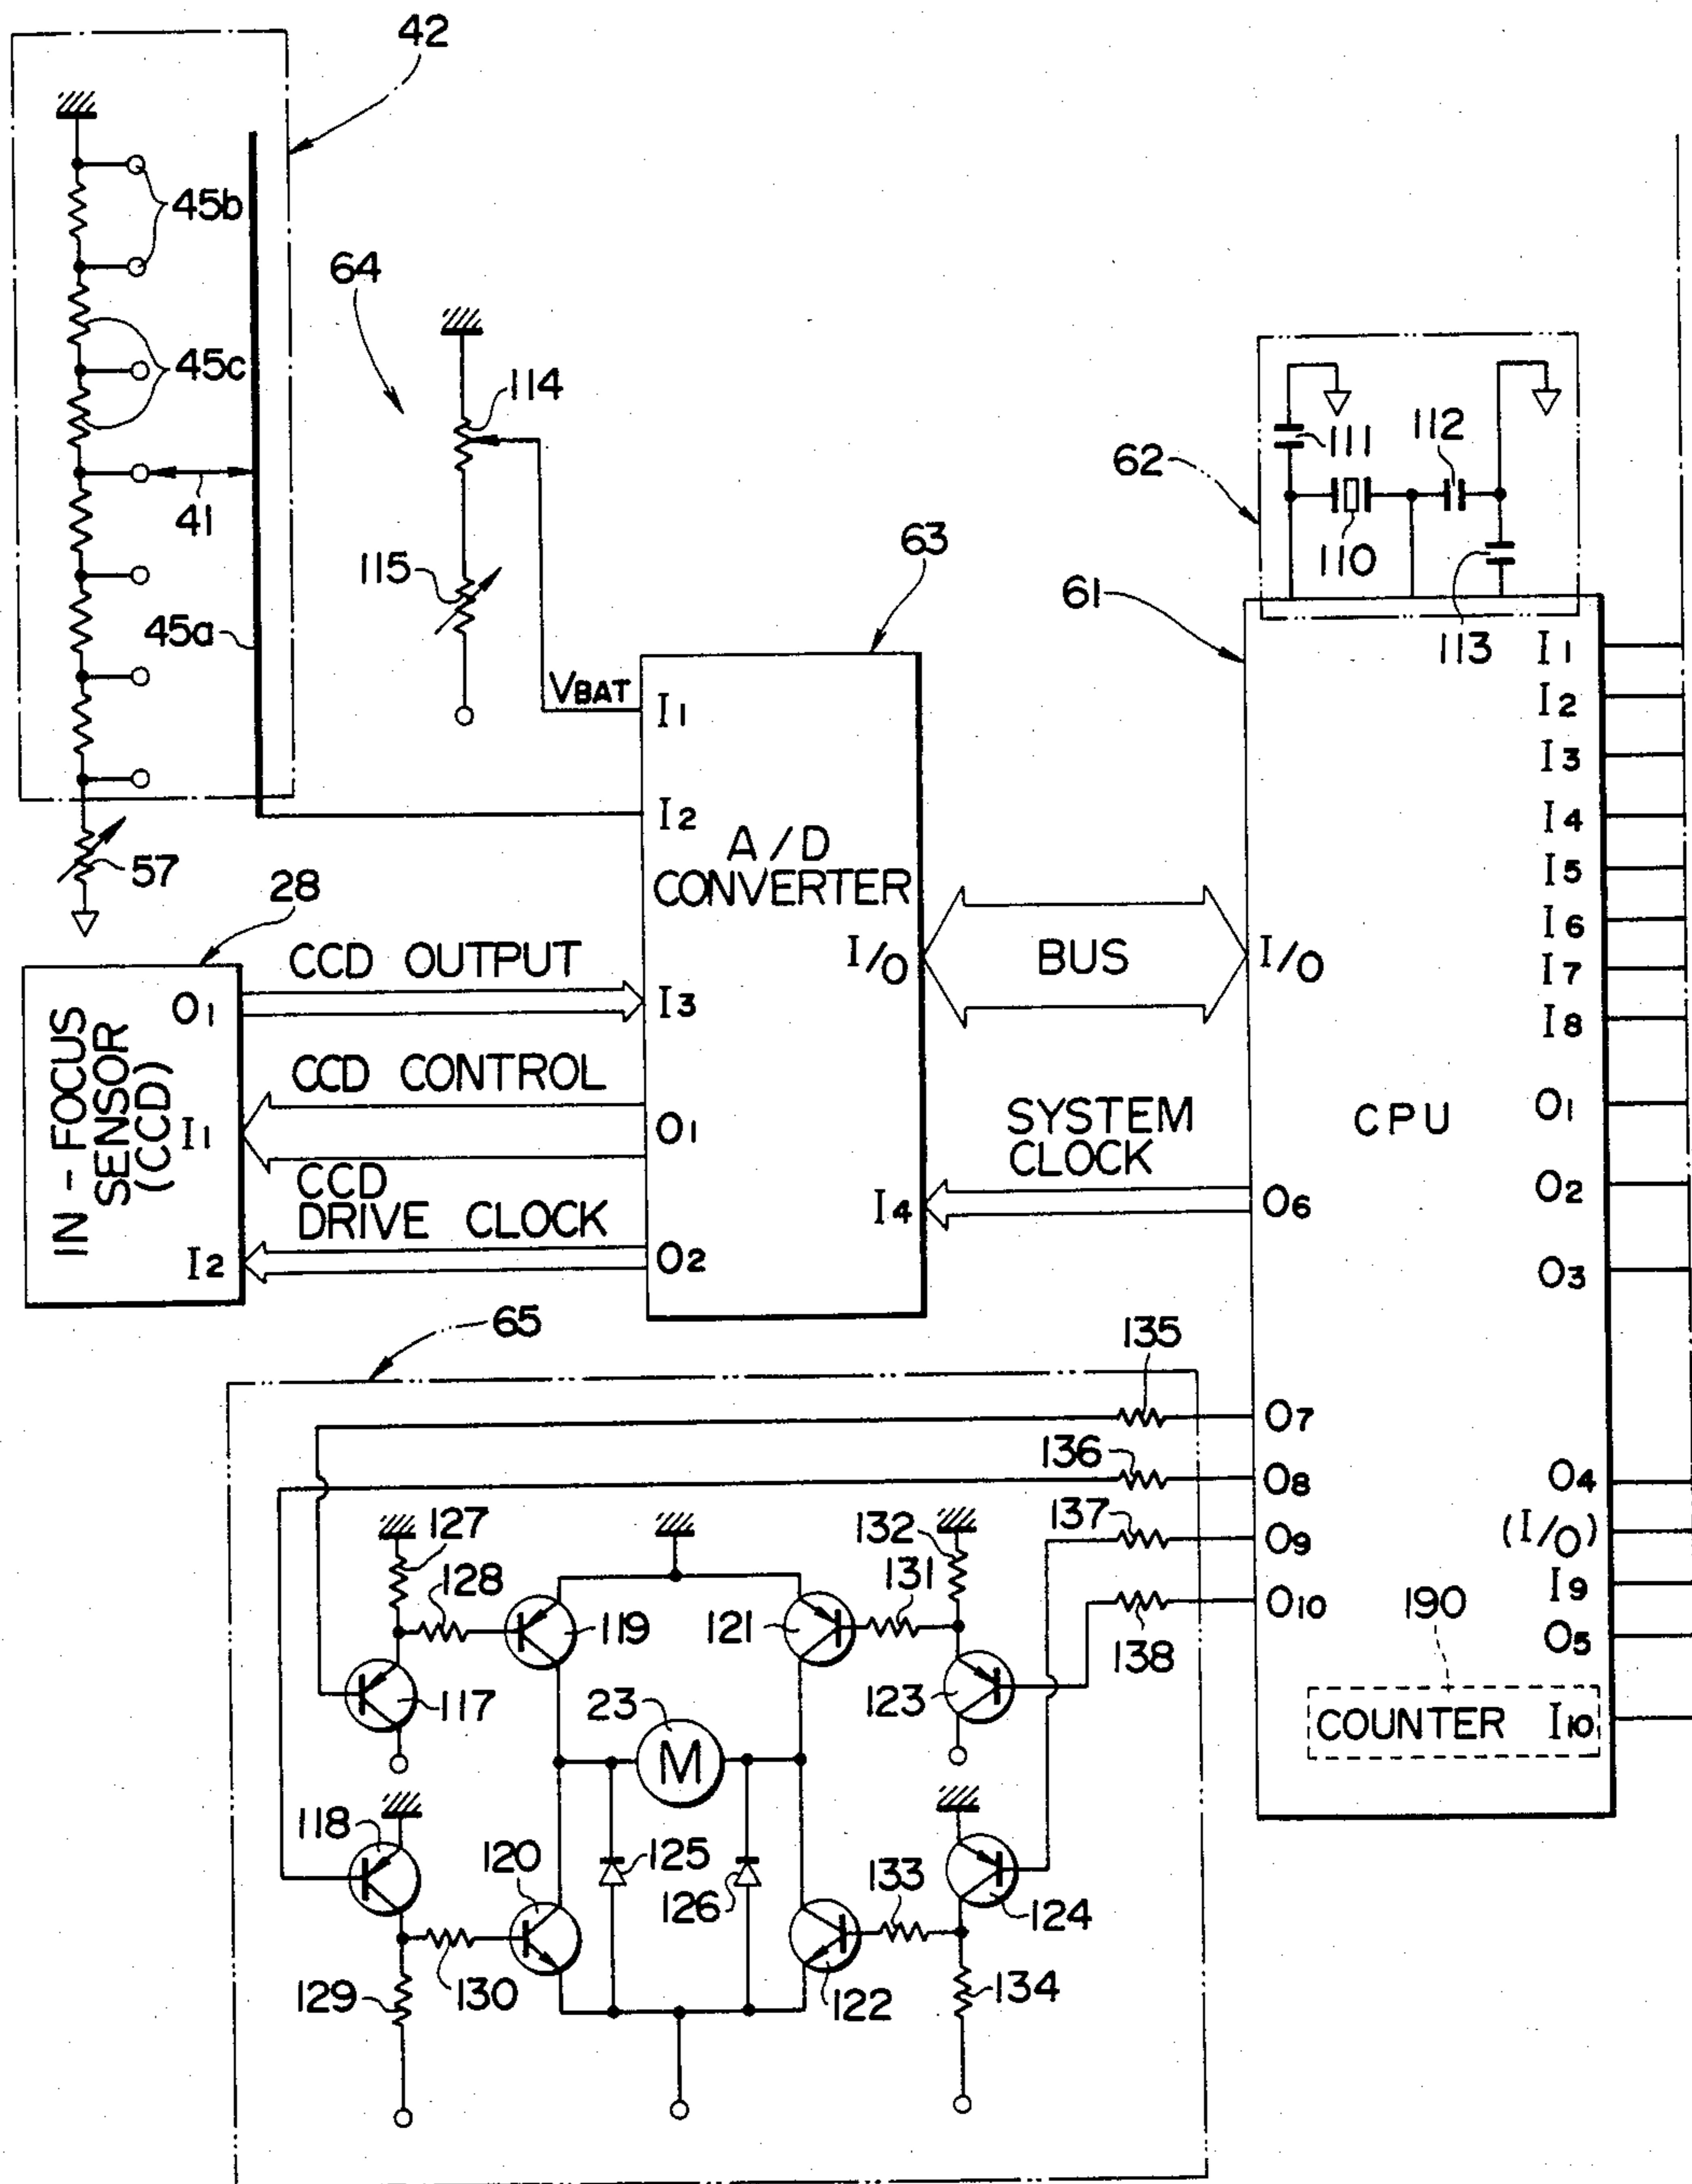 42
45b
64
45c
114
112
111
62
41
110
63
115
61
45a
113
I1
VBAT
I1
I2
I3
I2
I4
A/D
CONVERTER
57
I5
28
I6
CCD OUTPUT
I/O
BUS
I/O
I7
O1
I3
I8
IN-FOCUS
SENSOR
(CCD)
CCD CONTROL
I1
O1
SYSTEM
CLOCK
CPU
O1
CCD
DRIVE CLOCK
I4
O6
O2
I2
O2
O3
65
135
O7
136
O8
O4
127
132
137
O9
(I/O)
128
131
I9
119
121
O10
190
138
O5
117
23
123
COUNTER I10
M
118
120
125
133
126
124
129
130
122
134